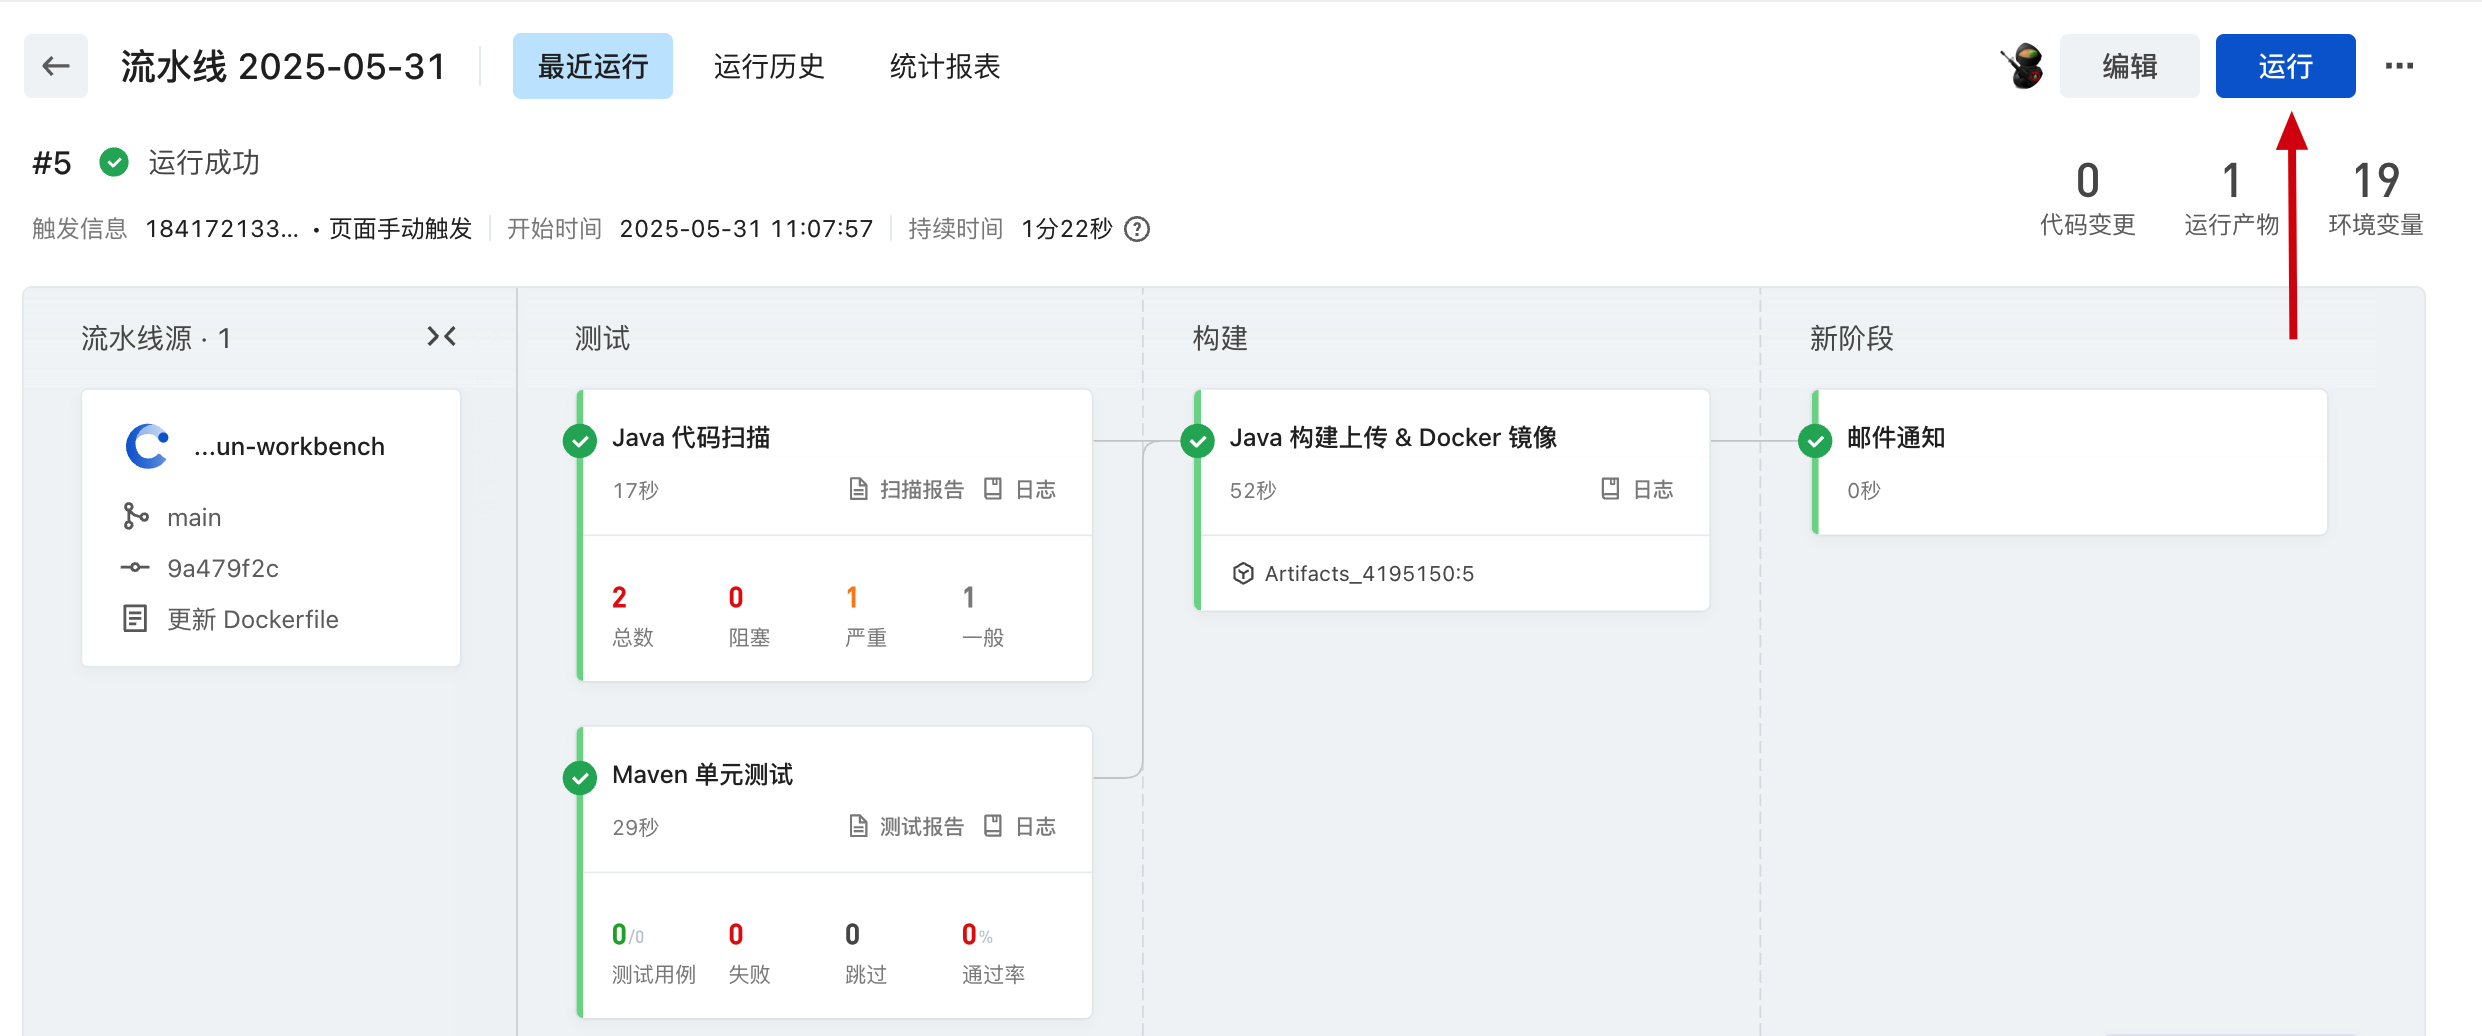 流水线 2025-05-31
最近运行
运行历史
统计报表
编辑
运行
#5
运行成功
触发信息 184172133... • 页面手动触发
开始时间 2025-05-31 11:07:57
持续时间 1分22秒
0
代码变更
1
运行产物
19
环境变量
流水线源 · 1
...un-workbench
main
9a479f2c
更新 Dockerfile
测试
Java 代码扫描
17秒
扫描报告
日志
2
总数
0
阻塞
1
严重
1
一般
Maven 单元测试
29秒
测试报告
日志
0/0
测试用例
0
失败
0
跳过
0%
通过率
构建
Java 构建上传 & Docker 镜像
52秒
日志
Artifacts_4195150:5
新阶段
邮件通知
0秒